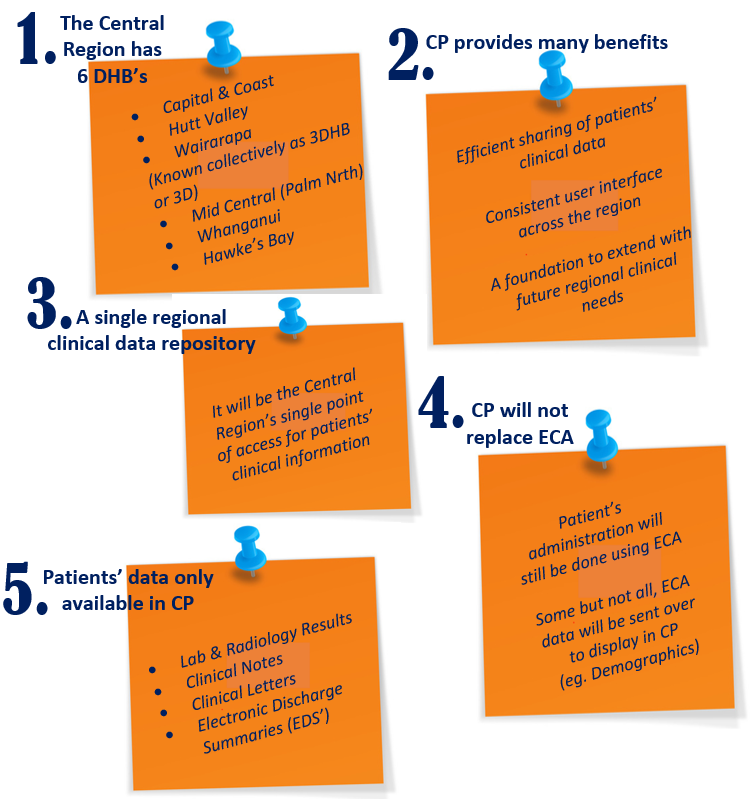 1. The Central
Region has
6 DHB's
• Capital & Coast
• Hutt Valley
• Wairarapa
(Known collectively as 3DHB
or 3D)
• Mid Central (Palm Nrth)
• Whanganui
• Hawke's Bay
2. CP provides many benefits
Efficient sharing of patients'
clinical data
Consistent user interface
across the region
A foundation to extend with
future regional clinical
needs
3. A single regional
clinical data repository
It will be the Central
Region's single point
of access for patients'
clinical information
4. CP will not
replace ECA
Patient's
administration will
still be done using ECA
Some but not all, ECA
data will be sent over
to display in CP
(eg. Demographics)
5. Patients' data only
available in CP
• Lab & Radiology Results
• Clinical Notes
• Clinical Letters
• Electronic Discharge
Summaries (EDS')